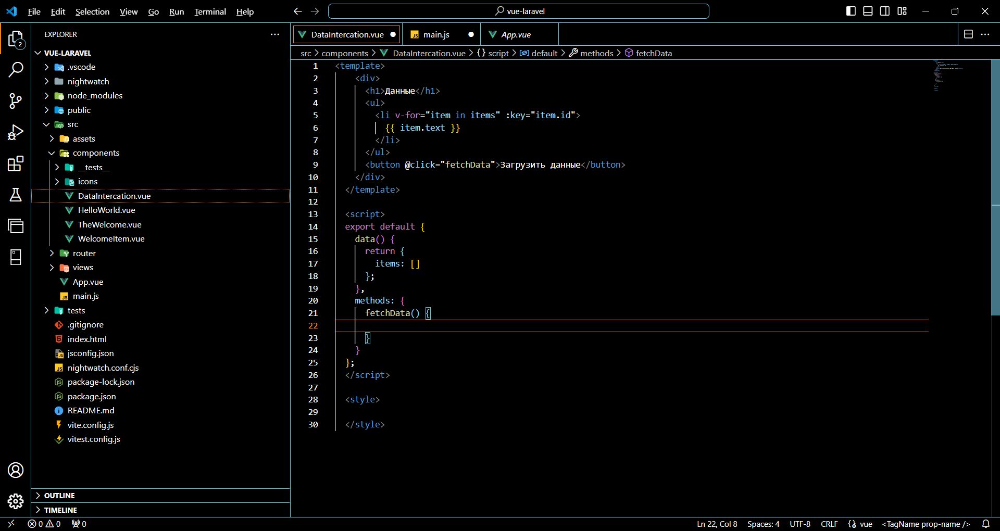 File Edit Selection View Go Run Terminal Help
vue-laravel
EXPLORER
2
VUE-LARAVEL
.vscode
nightwatch
node_modules
public
src
assets
components
__tests__
icons
DataIntercation.vue
HelloWorld.vue
TheWelcome.vue
WelcomeItem.vue
router
views
App.vue
main.js
tests
.gitignore
index.html
jsconfig.json
nightwatch.conf.cjs
package-lock.json
package.json
README.md
vite.config.js
vitest.config.js
OUTLINE
TIMELINE
DataIntercation.vue main.js App.vue
src > components > DataIntercation.vue > {} script > default > methods > fetchData
1 <template>
2 <div>
3 <h1>Данные</h1>
4 <ul>
5 <li v-for="item in items" :key="item.id">
6 {{ item.text }}
7 </li>
8 </ul>
9 <button @click="fetchData">Загрузить данные</button>
10 </div>
11 </template>
12
13 <script>
14 export default {
15 data() {
16 return {
17 items: []
18 };
19 },
20 methods: {
21 fetchData() {
22
23 }
24 }
25 };
26 </script>
27
28 <style>
29
30 </style>
0 0 0
Ln 22, Col 8 Spaces: 4 UTF-8 CRLF vue <TagName prop-name />